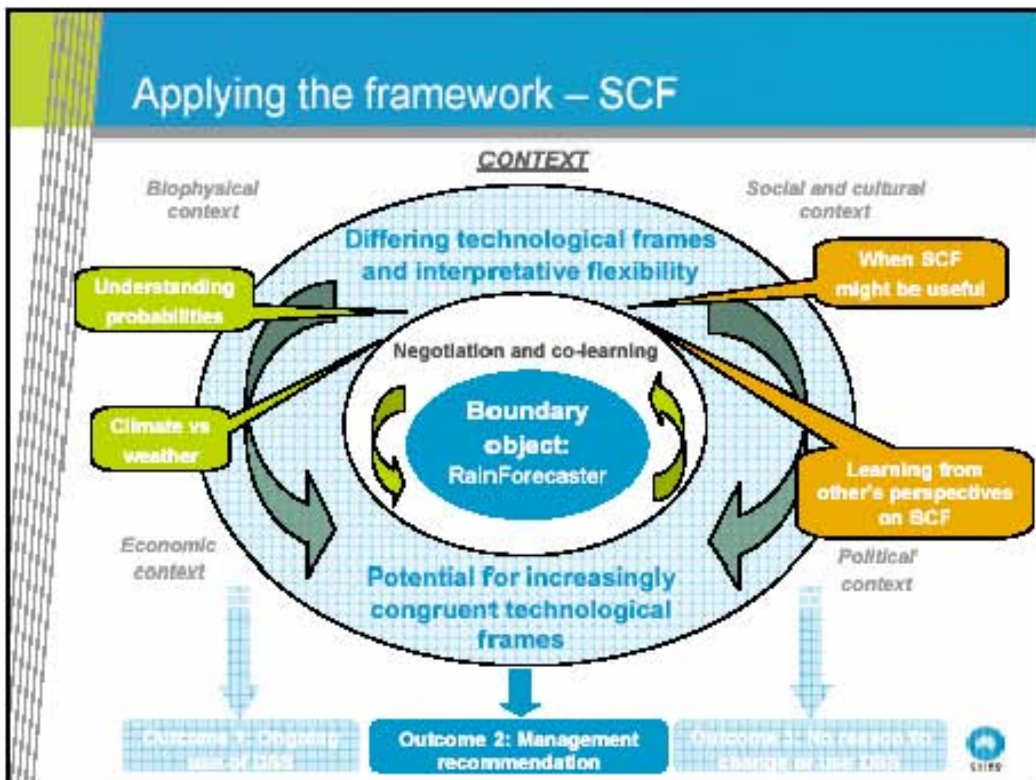 Applying the framework – SCF
CONTEXT
Biophysical
context
Social and cultural
context
Differing technological frames
and interpretative flexibility
Understanding
probabilities
When SCF
might be useful
Negotiation and co-learning
Boundary
object:
RainForecaster
Climate vs
weather
Learning from
other's perspectives
on SCF
Economic
context
Political
context
Potential for increasingly
congruent technological
frames
Outcome 1: Ongoing
use of DSS
Outcome 2: Management
recommendation
Outcome 3: No reason to
change or use DSS
CSIRO